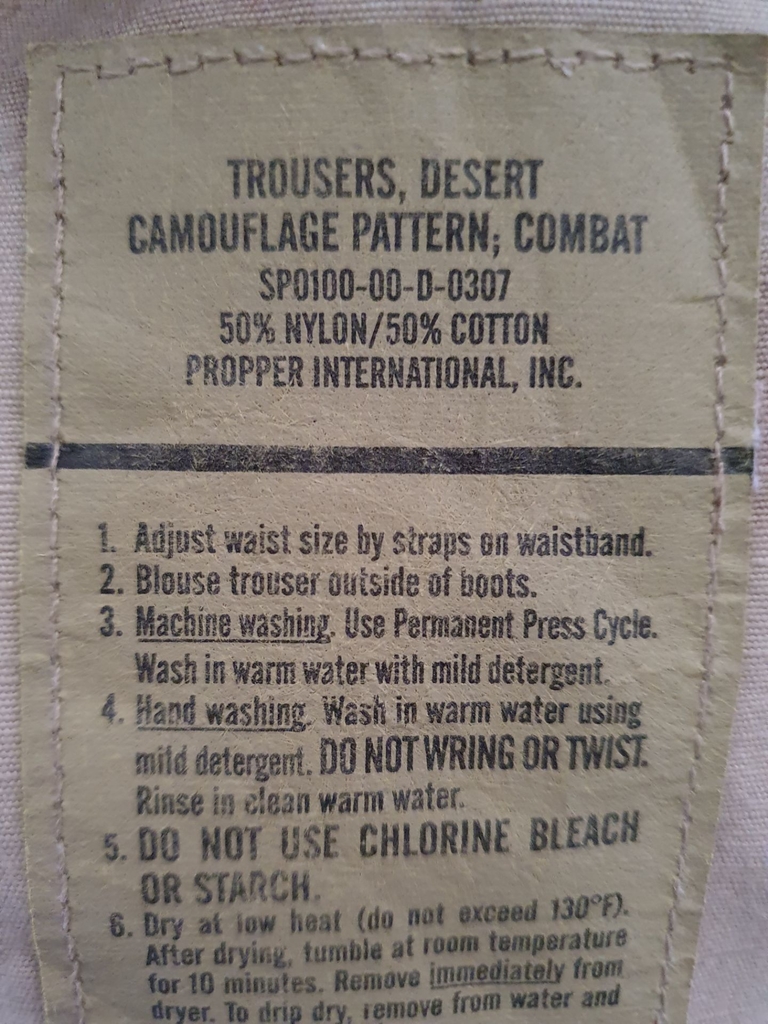 TROUSERS, DESERT
CAMOUFLAGE PATTERN; COMBAT
SPO100-00-D-0307
50% NYLON/50% COTTON
PROPPER INTERNATIONAL, INC.
1. Adjust waist size by straps on waistband.
2. Blouse trouser outside of boots.
3. Machine washing. Use Permanent Press Cycle.
Wash in warm water with mild detergent.
4. Hand washing. Wash in warm water using
mild detergent. DO NOT WRING OR TWIST.
Rinse in clean warm water.
5. DO NOT USE CHLORINE BLEACH
OR STARCH.
6. Dry at low heat (do not exceed 130°F).
After drying, tumble at room temperature
for 10 minutes. Remove immediately from
dryer. To drip dry, remove from water and